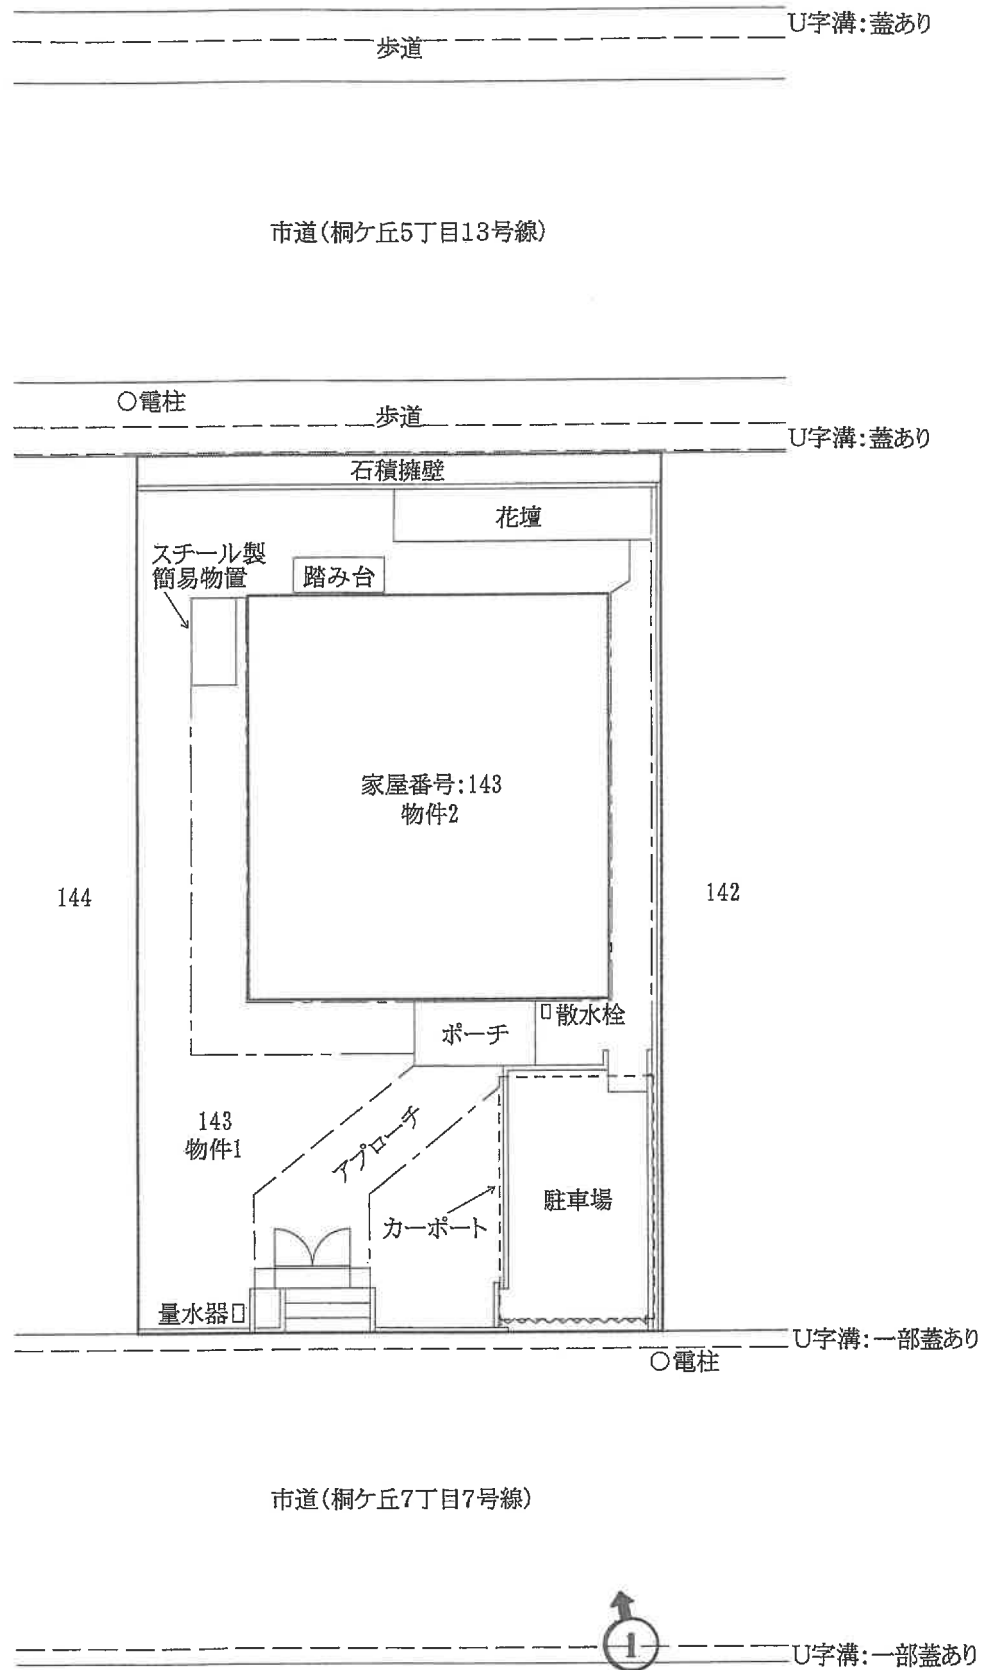 U字溝:蓋あり
歩道
市道(桐ケ丘5丁目13号線)
○電柱
歩道
U字溝:蓋あり
石積擁壁
花壇
スチール製
簡易物置
踏み台
家屋番号:143
物件2
144
142
散水栓
ポーチ
143
物件1
アプローチ
駐車場
カーポート
量水器
U字溝:一部蓋あり
○電柱
市道(桐ケ丘7丁目7号線)
1
U字溝:一部蓋あり